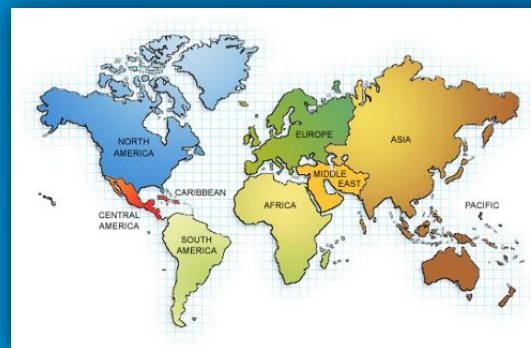 NORTH
AMERICA
EUROPE
ASIA
MIDDLE
EAST
CARIBBEAN
AFRICA
PACIFIC
CENTRAL
AMERICA
SOUTH
AMERICA